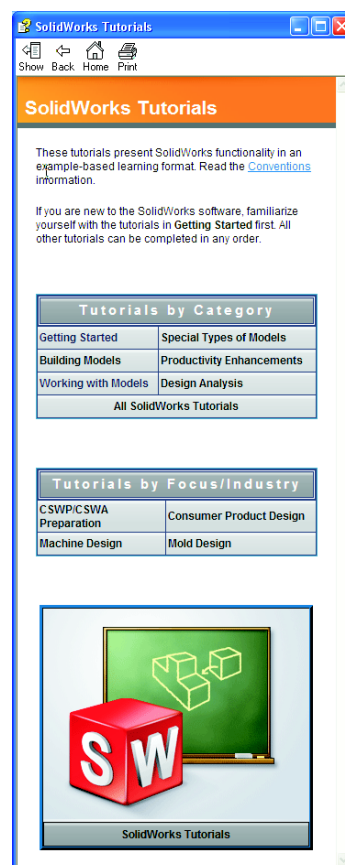 SolidWorks Tutorials
Show Back Home Print
SolidWorks Tutorials
These tutorials present SolidWorks functionality in an
example-based learning format. Read the Conventions
information.
If you are new to the SolidWorks software, familiarize
yourself with the tutorials in Getting Started first. All
other tutorials can be completed in any order.
Tutorials by Category
Getting Started Special Types of Models
Building Models Productivity Enhancements
Working with Models Design Analysis
All SolidWorks Tutorials
Tutorials by Focus/Industry
CSWP/CSWA
Preparation
Consumer Product Design
Machine Design Mold Design
S W
SolidWorks Tutorials